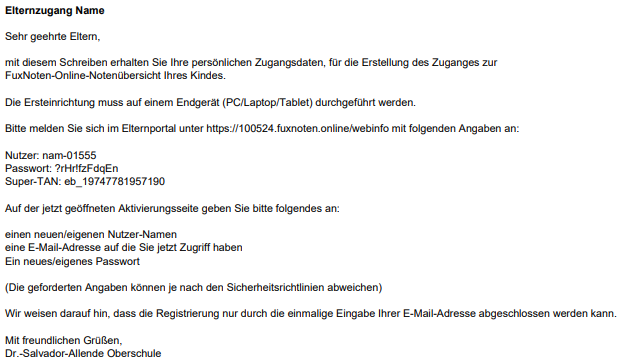 Elternzugang Name
Sehr geehrte Eltern,
mit diesem Schreiben erhalten Sie Ihre persönlichen Zugangsdaten, für die Erstellung des Zuganges zur
FuxNoten-Online-Notenübersicht Ihres Kindes.
Die Ersteinrichtung muss auf einem Endgerät (PC/Laptop/Tablet) durchgeführt werden.
Bitte melden Sie sich im Elternportal unter https://100524.fuxnoten.online/webinfo mit folgenden Angaben an:
Nutzer: nam-01555
Passwort: ?rHr!fzFdqEn
Super-TAN: eb_19747781957190
Auf der jetzt geöffneten Aktivierungsseite geben Sie bitte folgendes an:
einen neuen/eigenen Nutzer-Namen
eine E-Mail-Adresse auf die Sie jetzt Zugriff haben
Ein neues/eigenes Passwort
(Die geforderten Angaben können je nach den Sicherheitsrichtlinien abweichen)
Wir weisen darauf hin, dass die Registrierung nur durch die einmalige Eingabe Ihrer E-Mail-Adresse abgeschlossen werden kann.
Mit freundlichen Grüßen,
Dr.-Salvador-Allende Oberschule